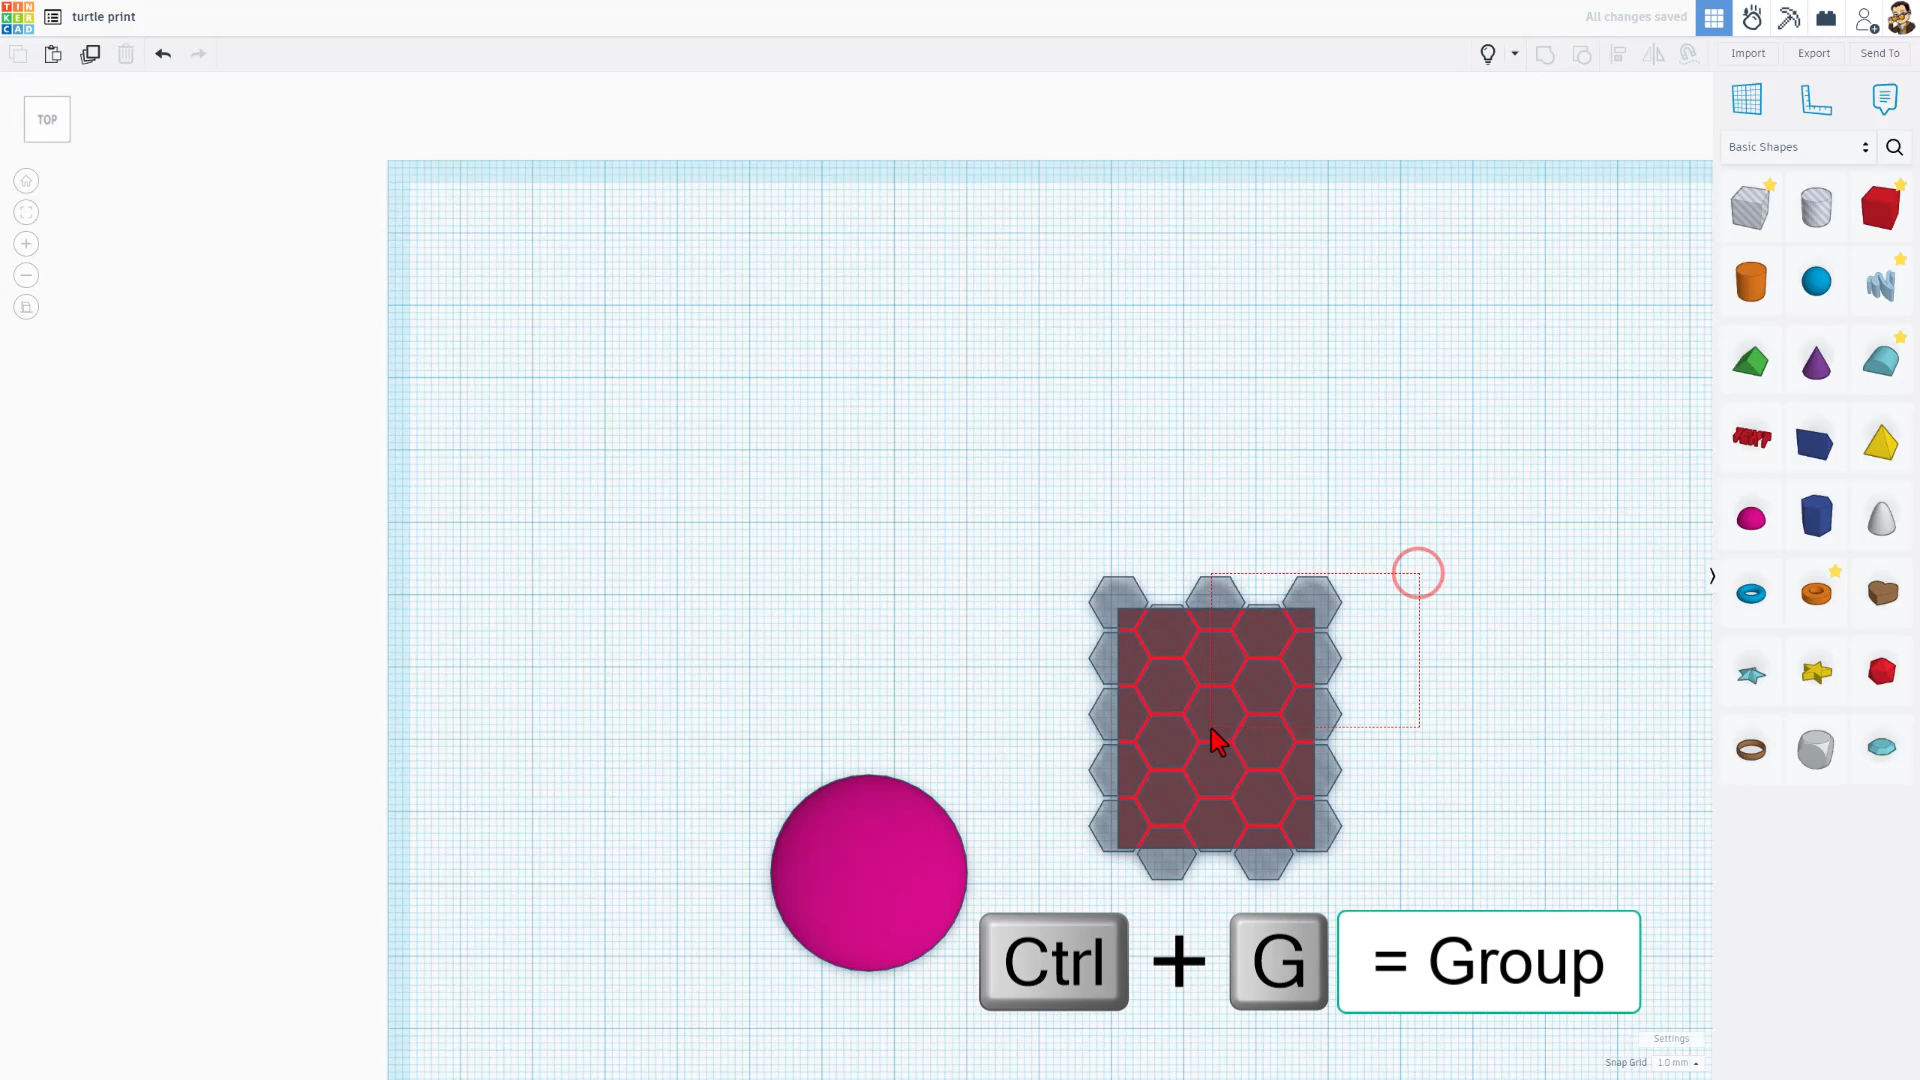 TIN
KER
CAD
turtle print
All changes saved
Import
Export
Send To
TOP
Basic Shapes
TEXT
Ctrl + G = Group
Settings
Snap Grid 1.0 mm